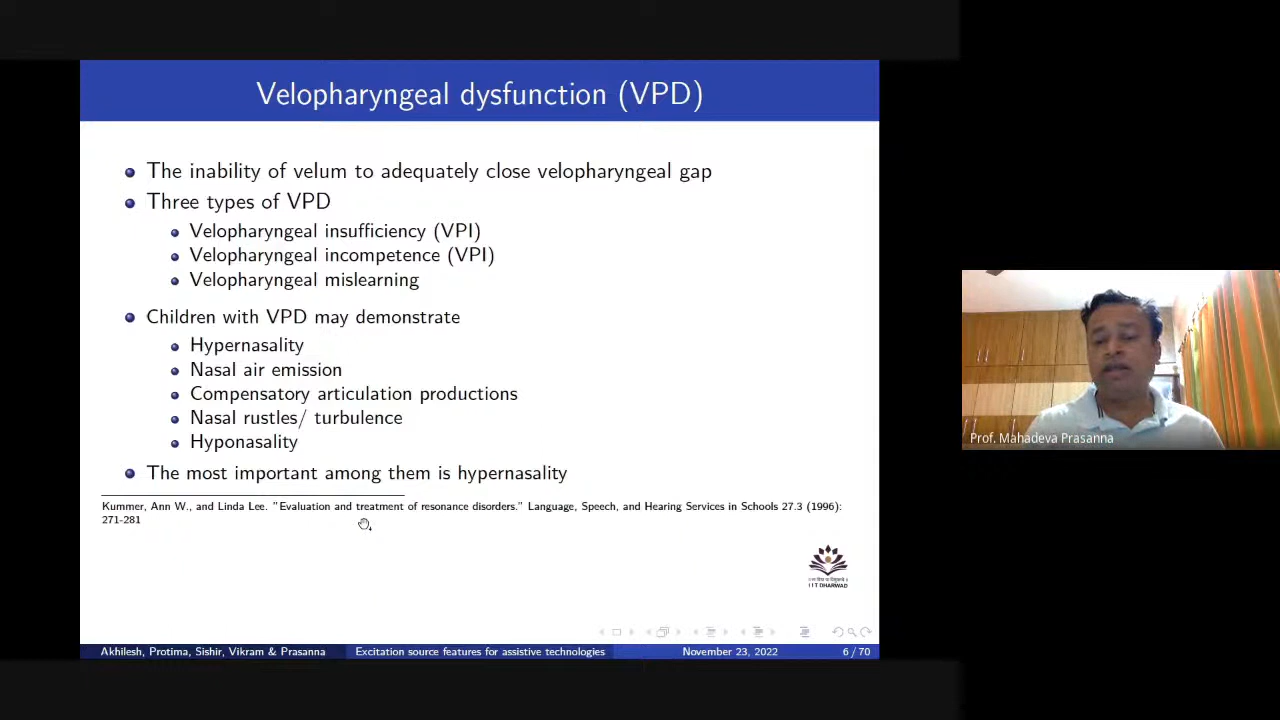 Velopharyngeal dysfunction (VPD)
The inability of velum to adequately close velopharyngeal gap
Three types of VPD
Velopharyngeal insufficiency (VPI)
Velopharyngeal incompetence (VPI)
Velopharyngeal mislearning
Children with VPD may demonstrate
Hypernasality
Nasal air emission
Compensatory articulation productions
Nasal rustles/ turbulence
Hyponasality
The most important among them is hypernasality
Kummer, Ann W., and Linda Lee. "Evaluation and treatment of resonance disorders." Language, Speech, and Hearing Services in Schools 27.3 (1996):
271-281
IIT DHARWAD
Akhilesh, Protima, Sishir, Vikram & Prasanna Excitation source features for assistive technologies November 23, 2022 6 / 70
Prof. Mahadeva Prasanna